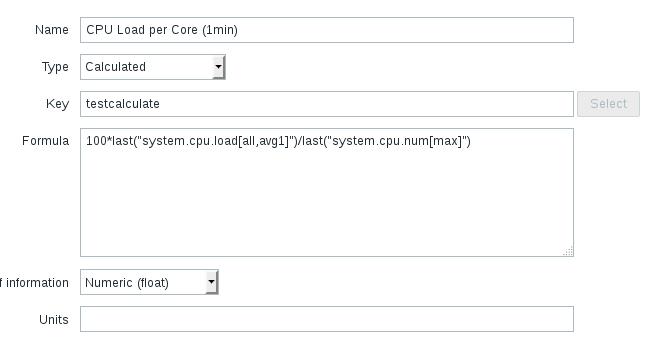 Name CPU Load per Core (1min)
Type Calculated
Key testcalculate Select
Formula 100*last("system.cpu.load[all,avg1]")/last("system.cpu.num[max]")
f information Numeric (float)
Units